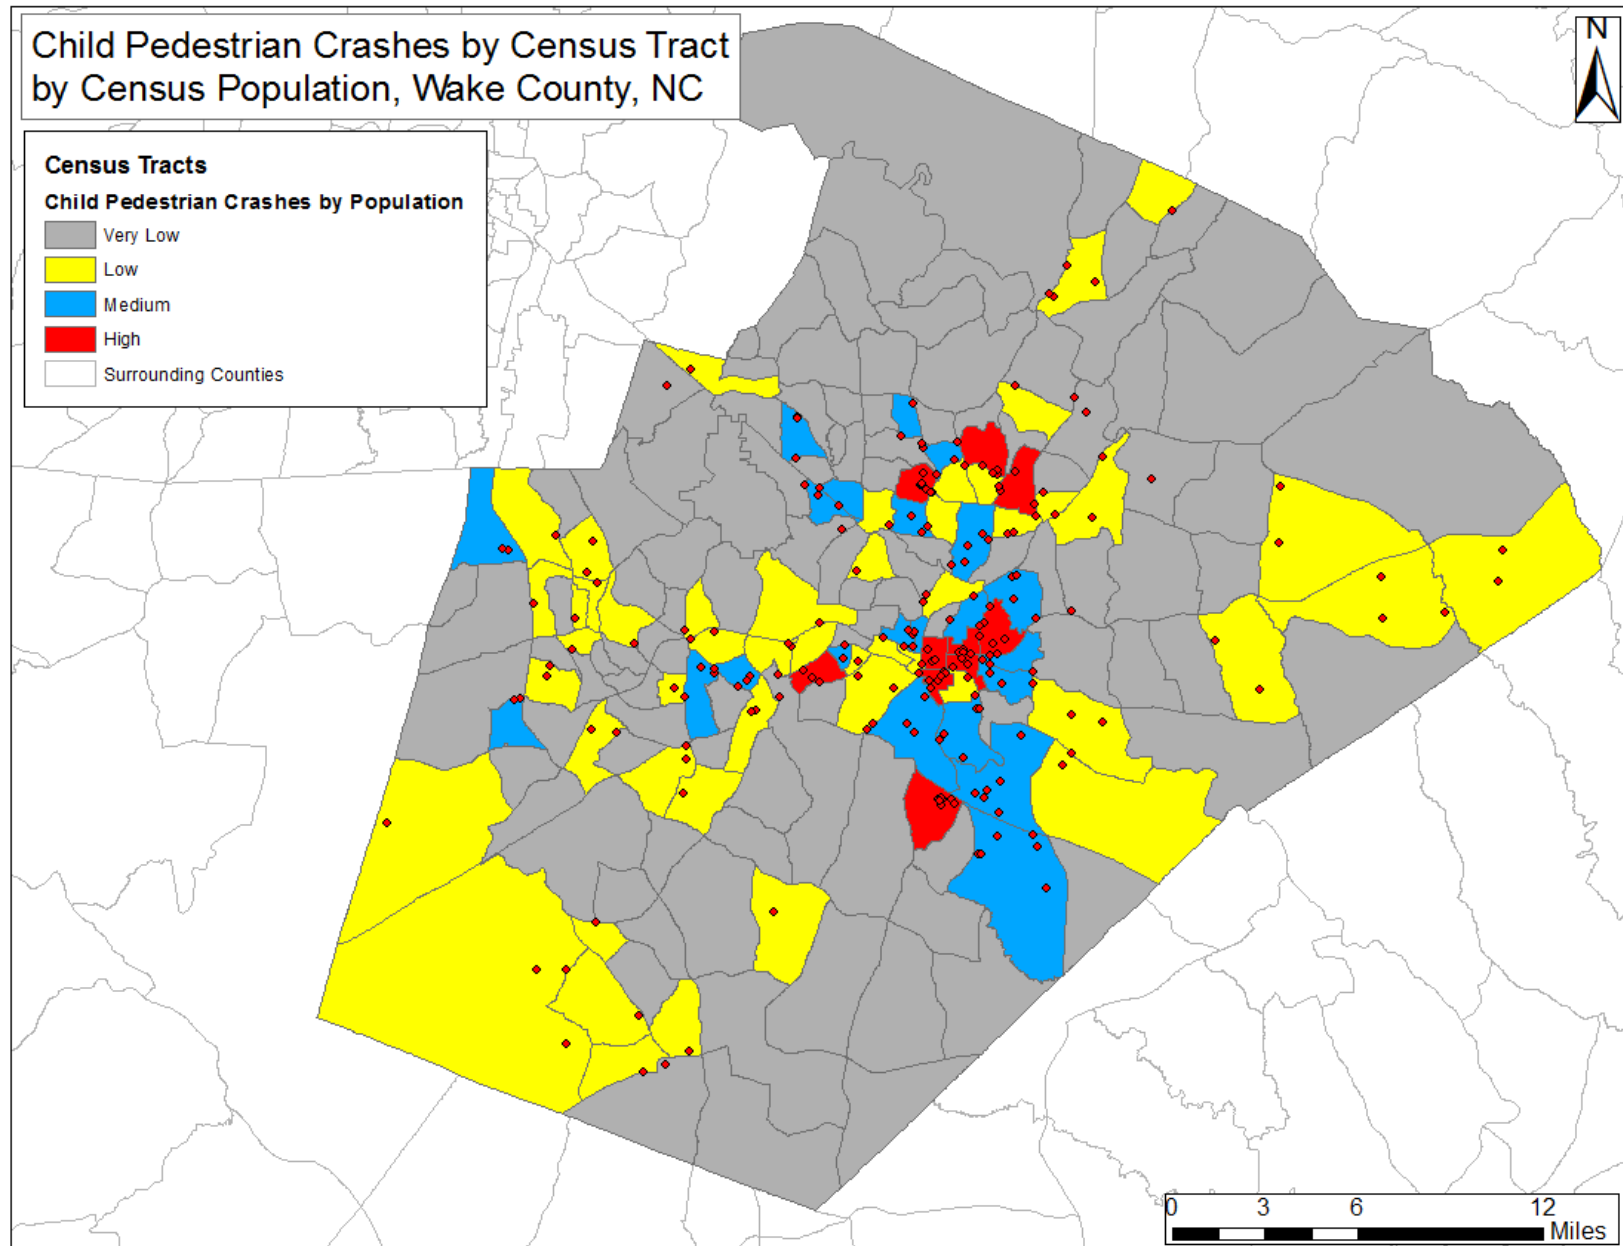 Child Pedestrian Crashes by Census Tract
by Census Population, Wake County, NC
N
Census Tracts
Child Pedestrian Crashes by Population
Very Low
Low
Medium
High
Surrounding Counties
0 3 6 12
Miles